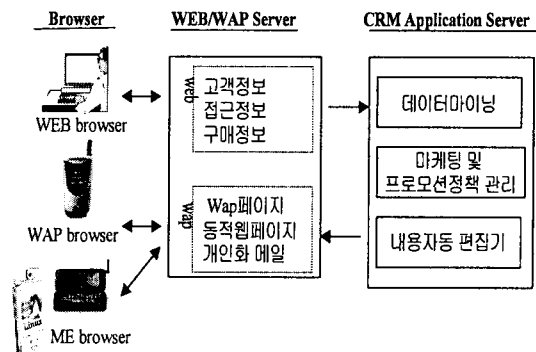 Browser
WEB/WAP Server
CRM Application Server
WEB browser
WAP browser
ME browser
web
고객정보
접근정보
구매정보
wap
Wap페이지
동적웹페이지
개인화 메일
데이터마이닝
마케팅 및
프로모션정책 관리
내용자동 편집기